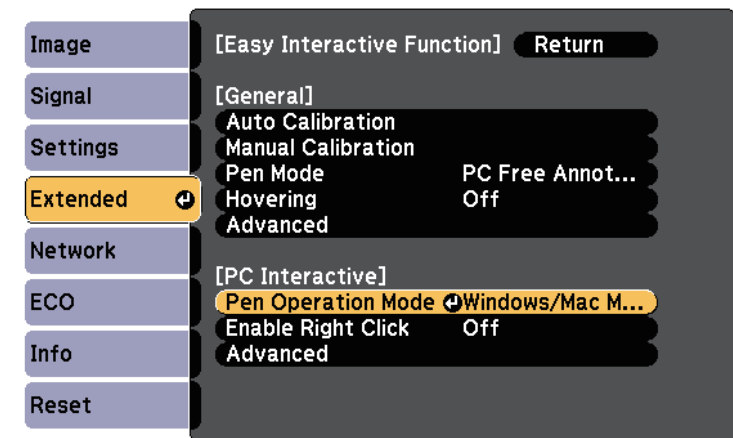 Image
Signal
Settings
Extended
Network
ECO
Info
Reset
[Easy Interactive Function] Return
[General]
Auto Calibration
Manual Calibration
Pen Mode PC Free Annot...
Hovering Off
Advanced
[PC Interactive]
Pen Operation Mode Windows/Mac M...
Enable Right Click Off
Advanced